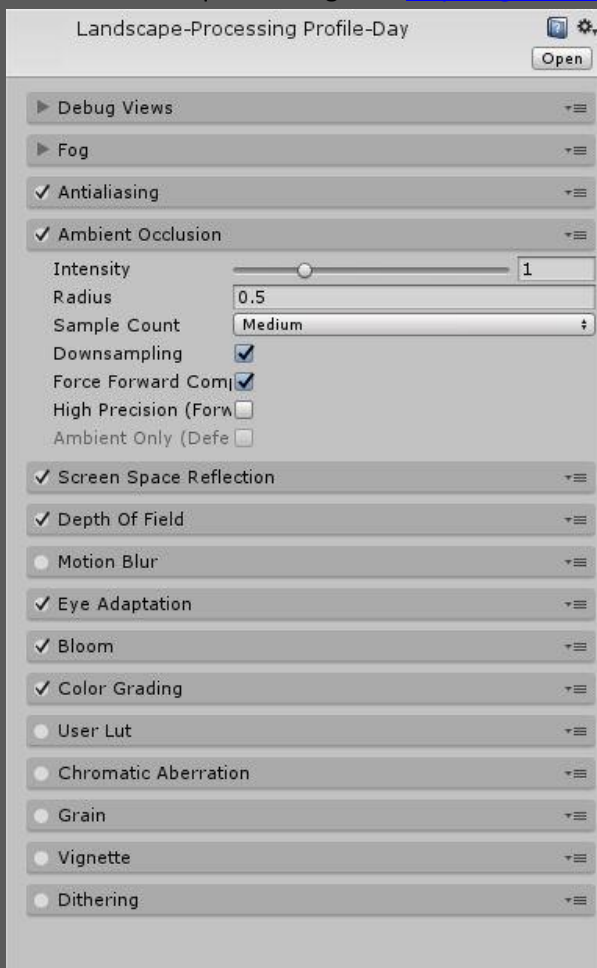 Landscape-Processing Profile-Day
Open
Debug Views
Fog
Antialiasing
Ambient Occlusion
Intensity 1
Radius 0.5
Sample Count Medium
Downsampling
Force Forward Comp
High Precision (Forw
Ambient Only (Defe
Screen Space Reflection
Depth Of Field
Motion Blur
Eye Adaptation
Bloom
Color Grading
User Lut
Chromatic Aberration
Grain
Vignette
Dithering